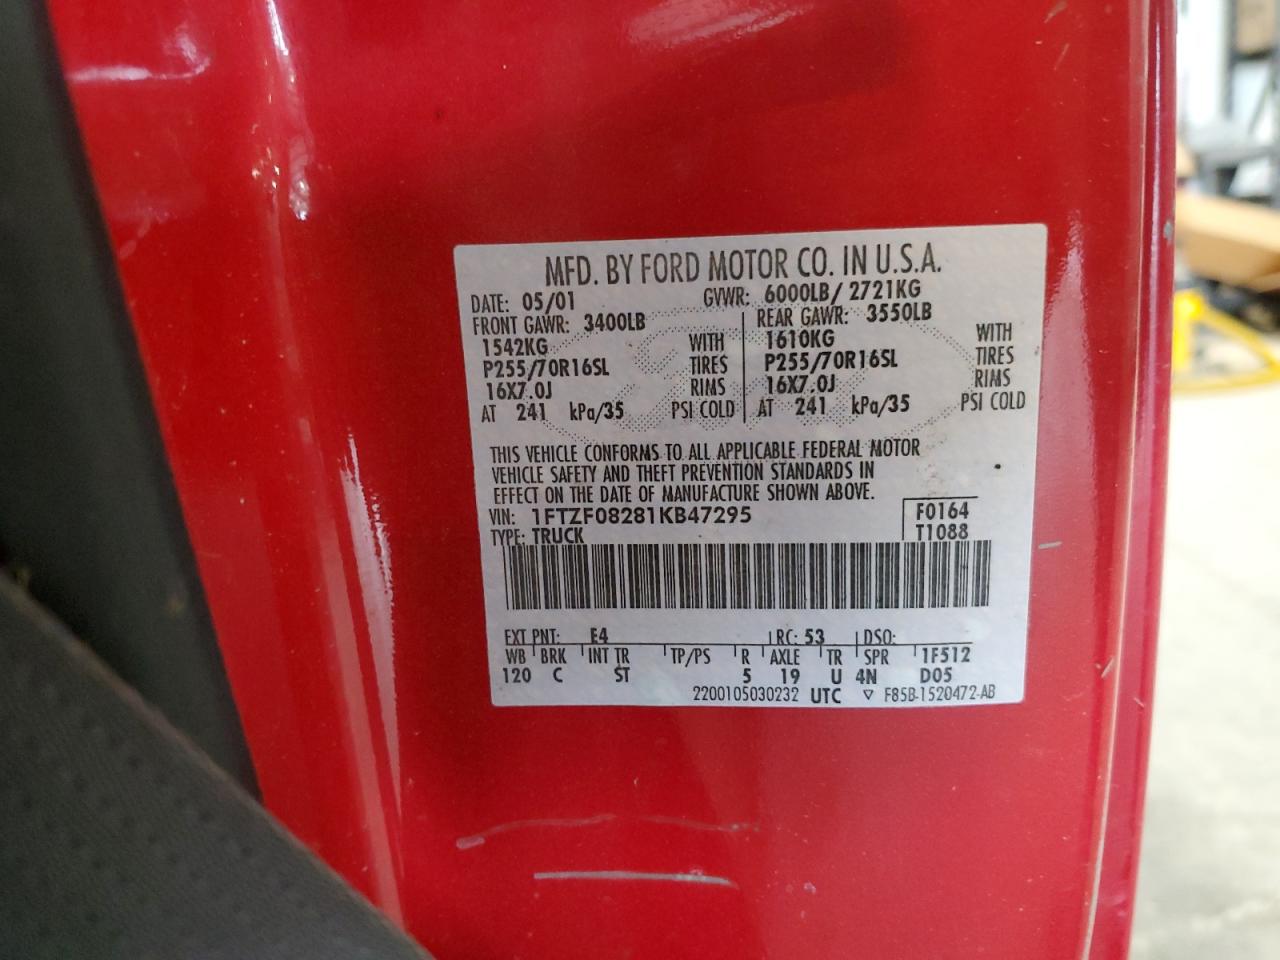 MFD. BY FORD MOTOR CO. IN U.S.A.
DATE: 05/01 GVWR: 6000LB/ 2721KG
FRONT GAWR: 3400LB REAR GAWR: 3550LB
1542KG WITH 1610KG WITH
P255/70R16SL TIRES P255/70R16SL TIRES
16X7.0J RIMS 16X7.0J RIMS
AT 241 kPa/35 PSI COLD AT 241 kPa/35 PSI COLD
THIS VEHICLE CONFORMS TO ALL APPLICABLE FEDERAL MOTOR
VEHICLE SAFETY AND THEFT PREVENTION STANDARDS IN
EFFECT ON THE DATE OF MANUFACTURE SHOWN ABOVE.
VIN: 1FTZF08281KB47295 F0164
TYPE: TRUCK T1088
EXT PNT: E4 RC: 53 DSO:
WB BRK INT TR TP/PS R AXLE TR SPR 1F512
120 C ST 5 19 U 4N D05
2200105030232 UTC ▽ F85B-1520472-AB